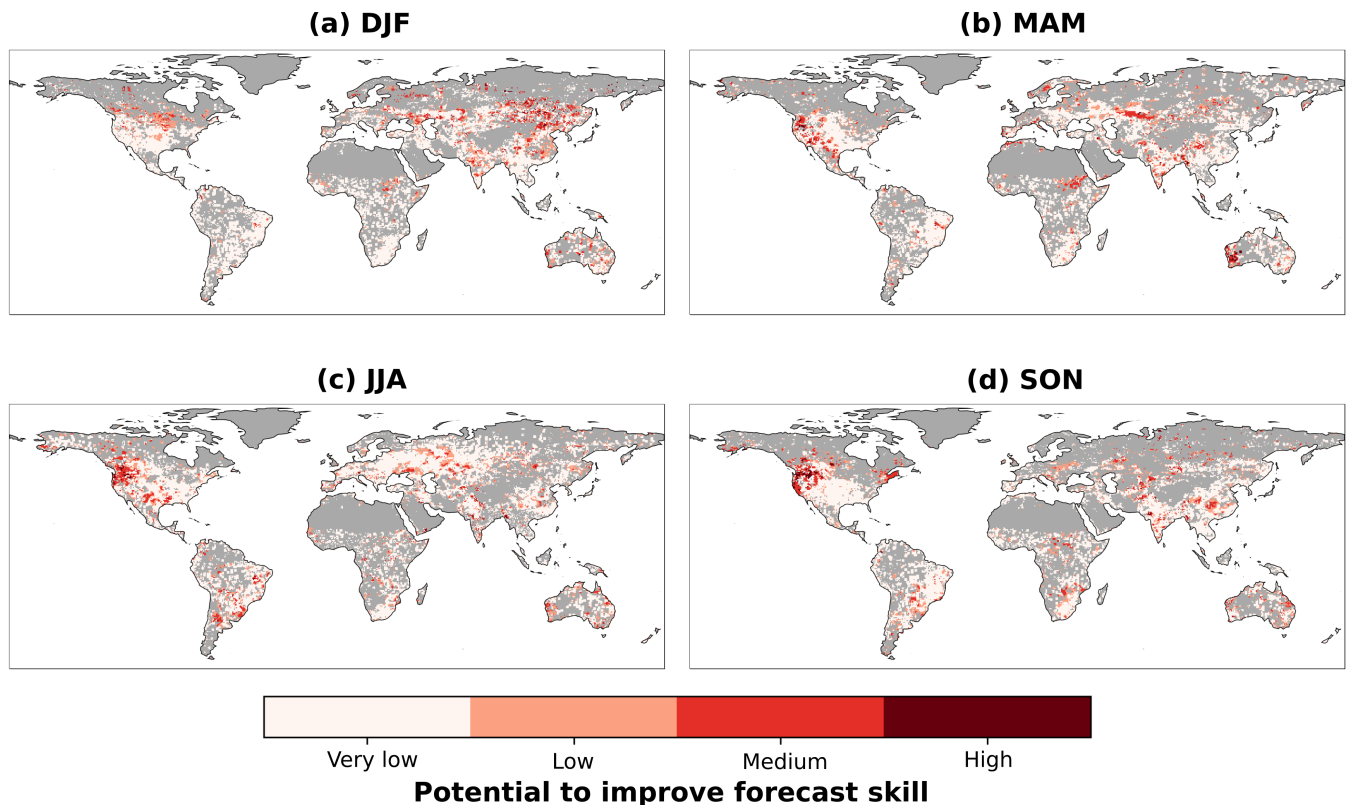 (a) DJF
(b) MAM
(c) JJA
(d) SON
Very low
Low
Medium
High
Potential to improve forecast skill